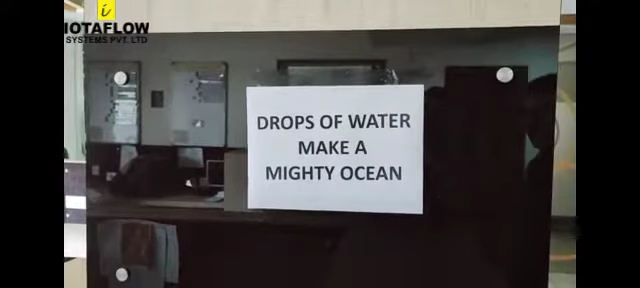 i
IOTAFLOW
SYSTEMS PVT. LTD
DROPS OF WATER
MAKE A
MIGHTY OCEAN